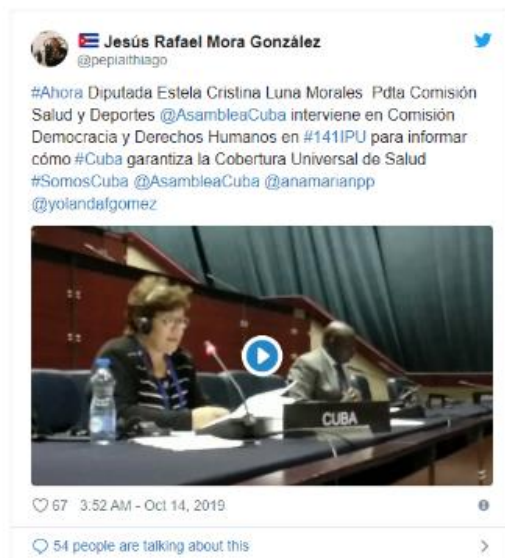 Jesús Rafael Mora González
@pepiaithiago
#Ahora Diputada Estela Cristina Luna Morales Pdta Comisión
Salud y Deportes @AsambleaCuba interviene en Comisión
Democracia y Derechos Humanos en #141IPU para informar
cómo #Cuba garantiza la Cobertura Universal de Salud
#SomosCuba @AsambleaCuba @anamarianpp
@yolandafgomez
CUBA
67 3:52 AM - Oct 14, 2019
54 people are talking about this